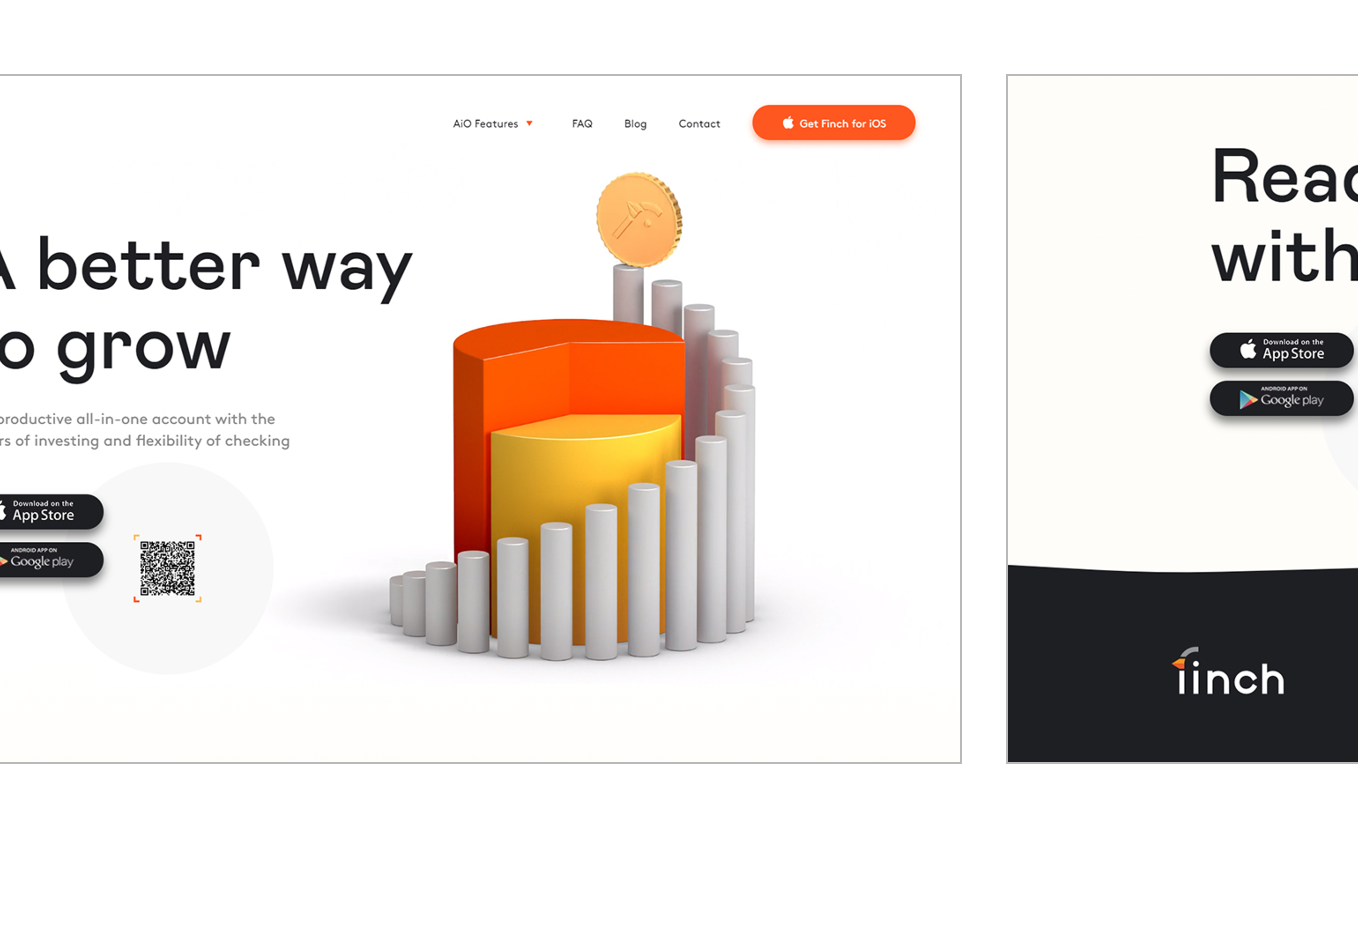 AiO Features FAQ Blog Contact Get Finch for iOS
A better way
o grow
productive all-in-one account with the
rs of investing and flexibility of checking
Download on the
App Store
ANDROID APP ON
Google play
Read
with
Download on the
App Store
ANDROID APP ON
Google play
finch